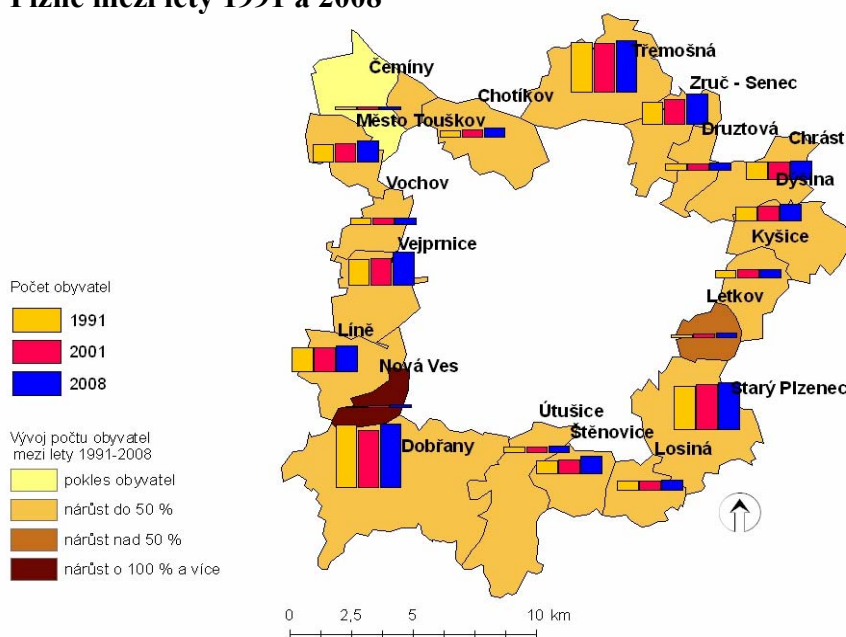 Plzně mezi lety 1991 a 2008
Třemošná
Čemíny
Zruč - Senec
Chotíkov
Město Touškov
Druztová
Chrást
Dyšina
Vochov
Kyšice
Vejprnice
Počet obyvatel
Letkov
1991
2001
Líně
2008
Nová Ves
Starý Plzenec
Útušice
Vývoj počtu obyvatel
mezi lety 1991-2008
Štěnovice
Dobřany
Losiná
pokles obyvatel
nárůst do 50 %
nárůst nad 50 %
nárůst o 100 % a více
0 2,5 5 10 km